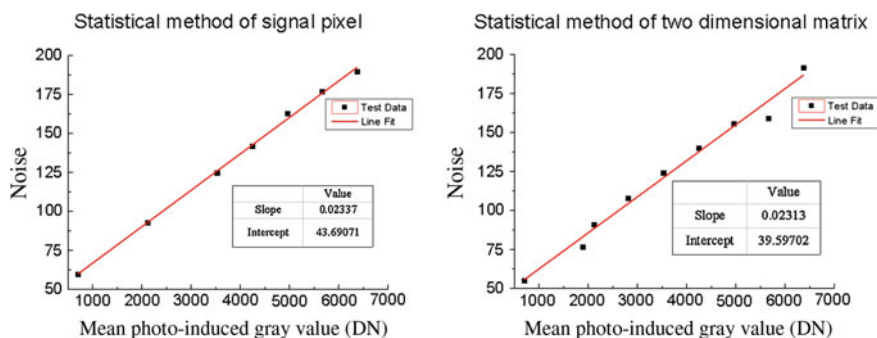 Statistical method of signal pixel
200
175
150
125
100
75
50
Noise
Test Data
Line Fit
Value
Slope 0.02337
Intercept 43.69071
1000 2000 3000 4000 5000 6000 7000
Mean photo-induced gray value (DN)
Statistical method of two dimensional matrix
200
175
150
125
100
75
50
Noise
Test Data
Line Fit
Value
Slope 0.02313
Intercept 39.59702
1000 2000 3000 4000 5000 6000 7000
Mean photo-induced gray value (DN)